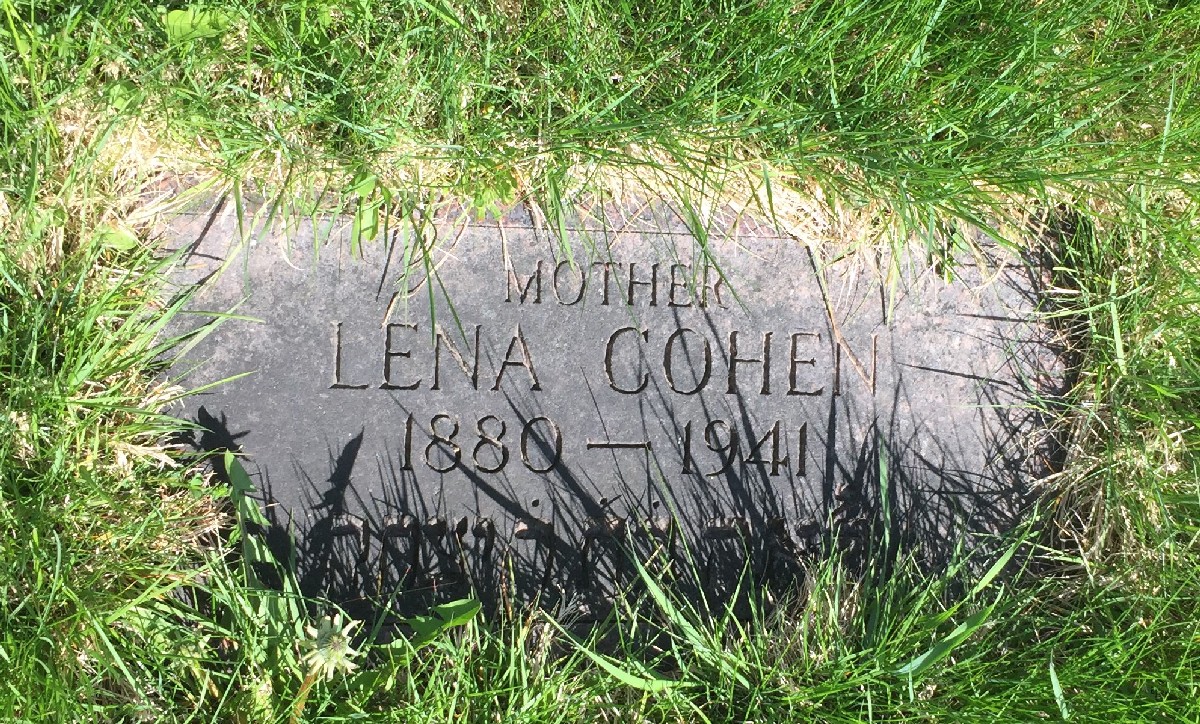 MOTHER
LENA COHEN
1880 — 1941